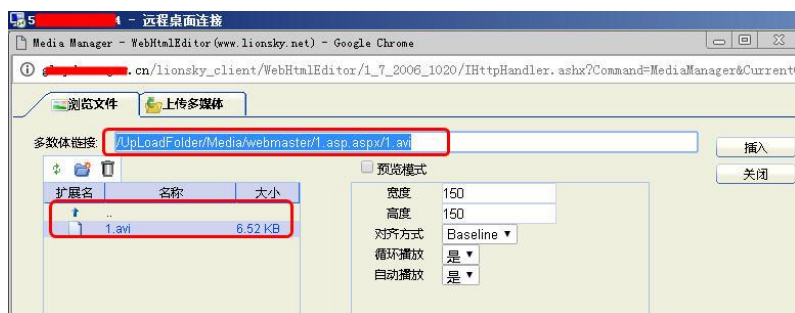 5 4 - 远程桌面连接
Media Manager - WebHtmlEditor(www.lionsky.net) - Google Chrome
g .cn/lionsky_client/WebHtmlEditor/1_7_2006_1020/IHttpHandler.ashx?Command=MediaManager&Current
浏览文件 上传多媒体
多数体链接: /UpLoadFolder/Media/webmaster/1.asp.aspx/1.avi 插入
预览模式 关闭
扩展名 名称 大小 宽度 150
.. 高度 150
1.avi 6.52 KB 对齐方式 Baseline
循环播放 是
自动播放 是